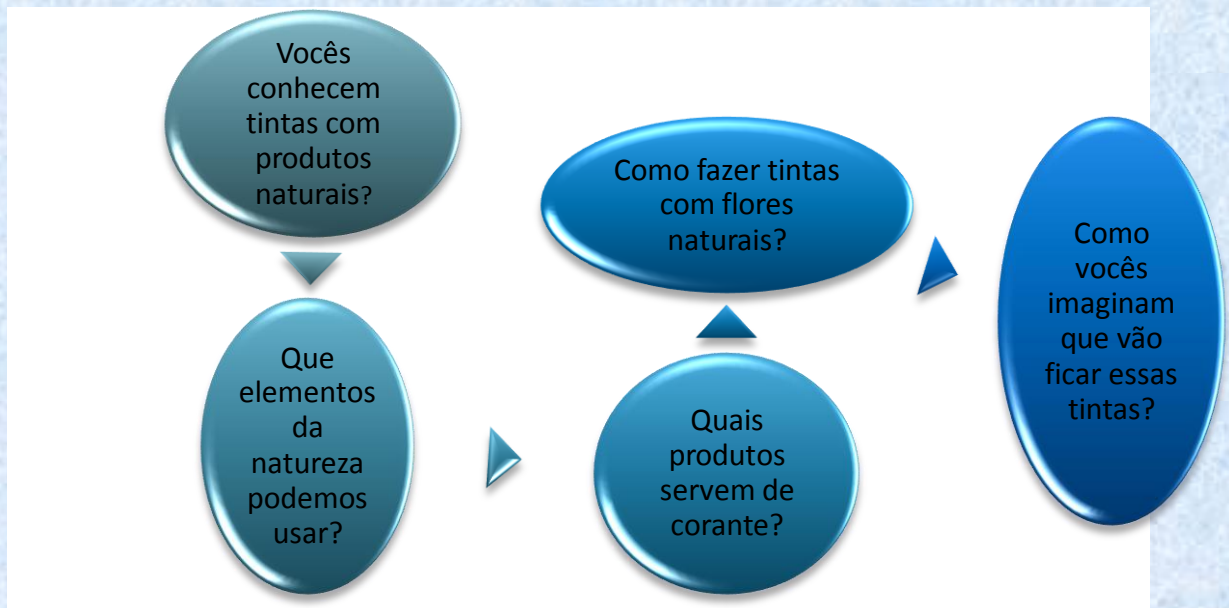 Vocês
conhecem
tintas com
produtos
naturais?
Que
elementos
da
natureza
podemos
usar?
Quais
produtos
servem de
corante?
Como fazer tintas
com flores
naturais?
Como
vocês
imaginam
que vão
ficar essas
tintas?